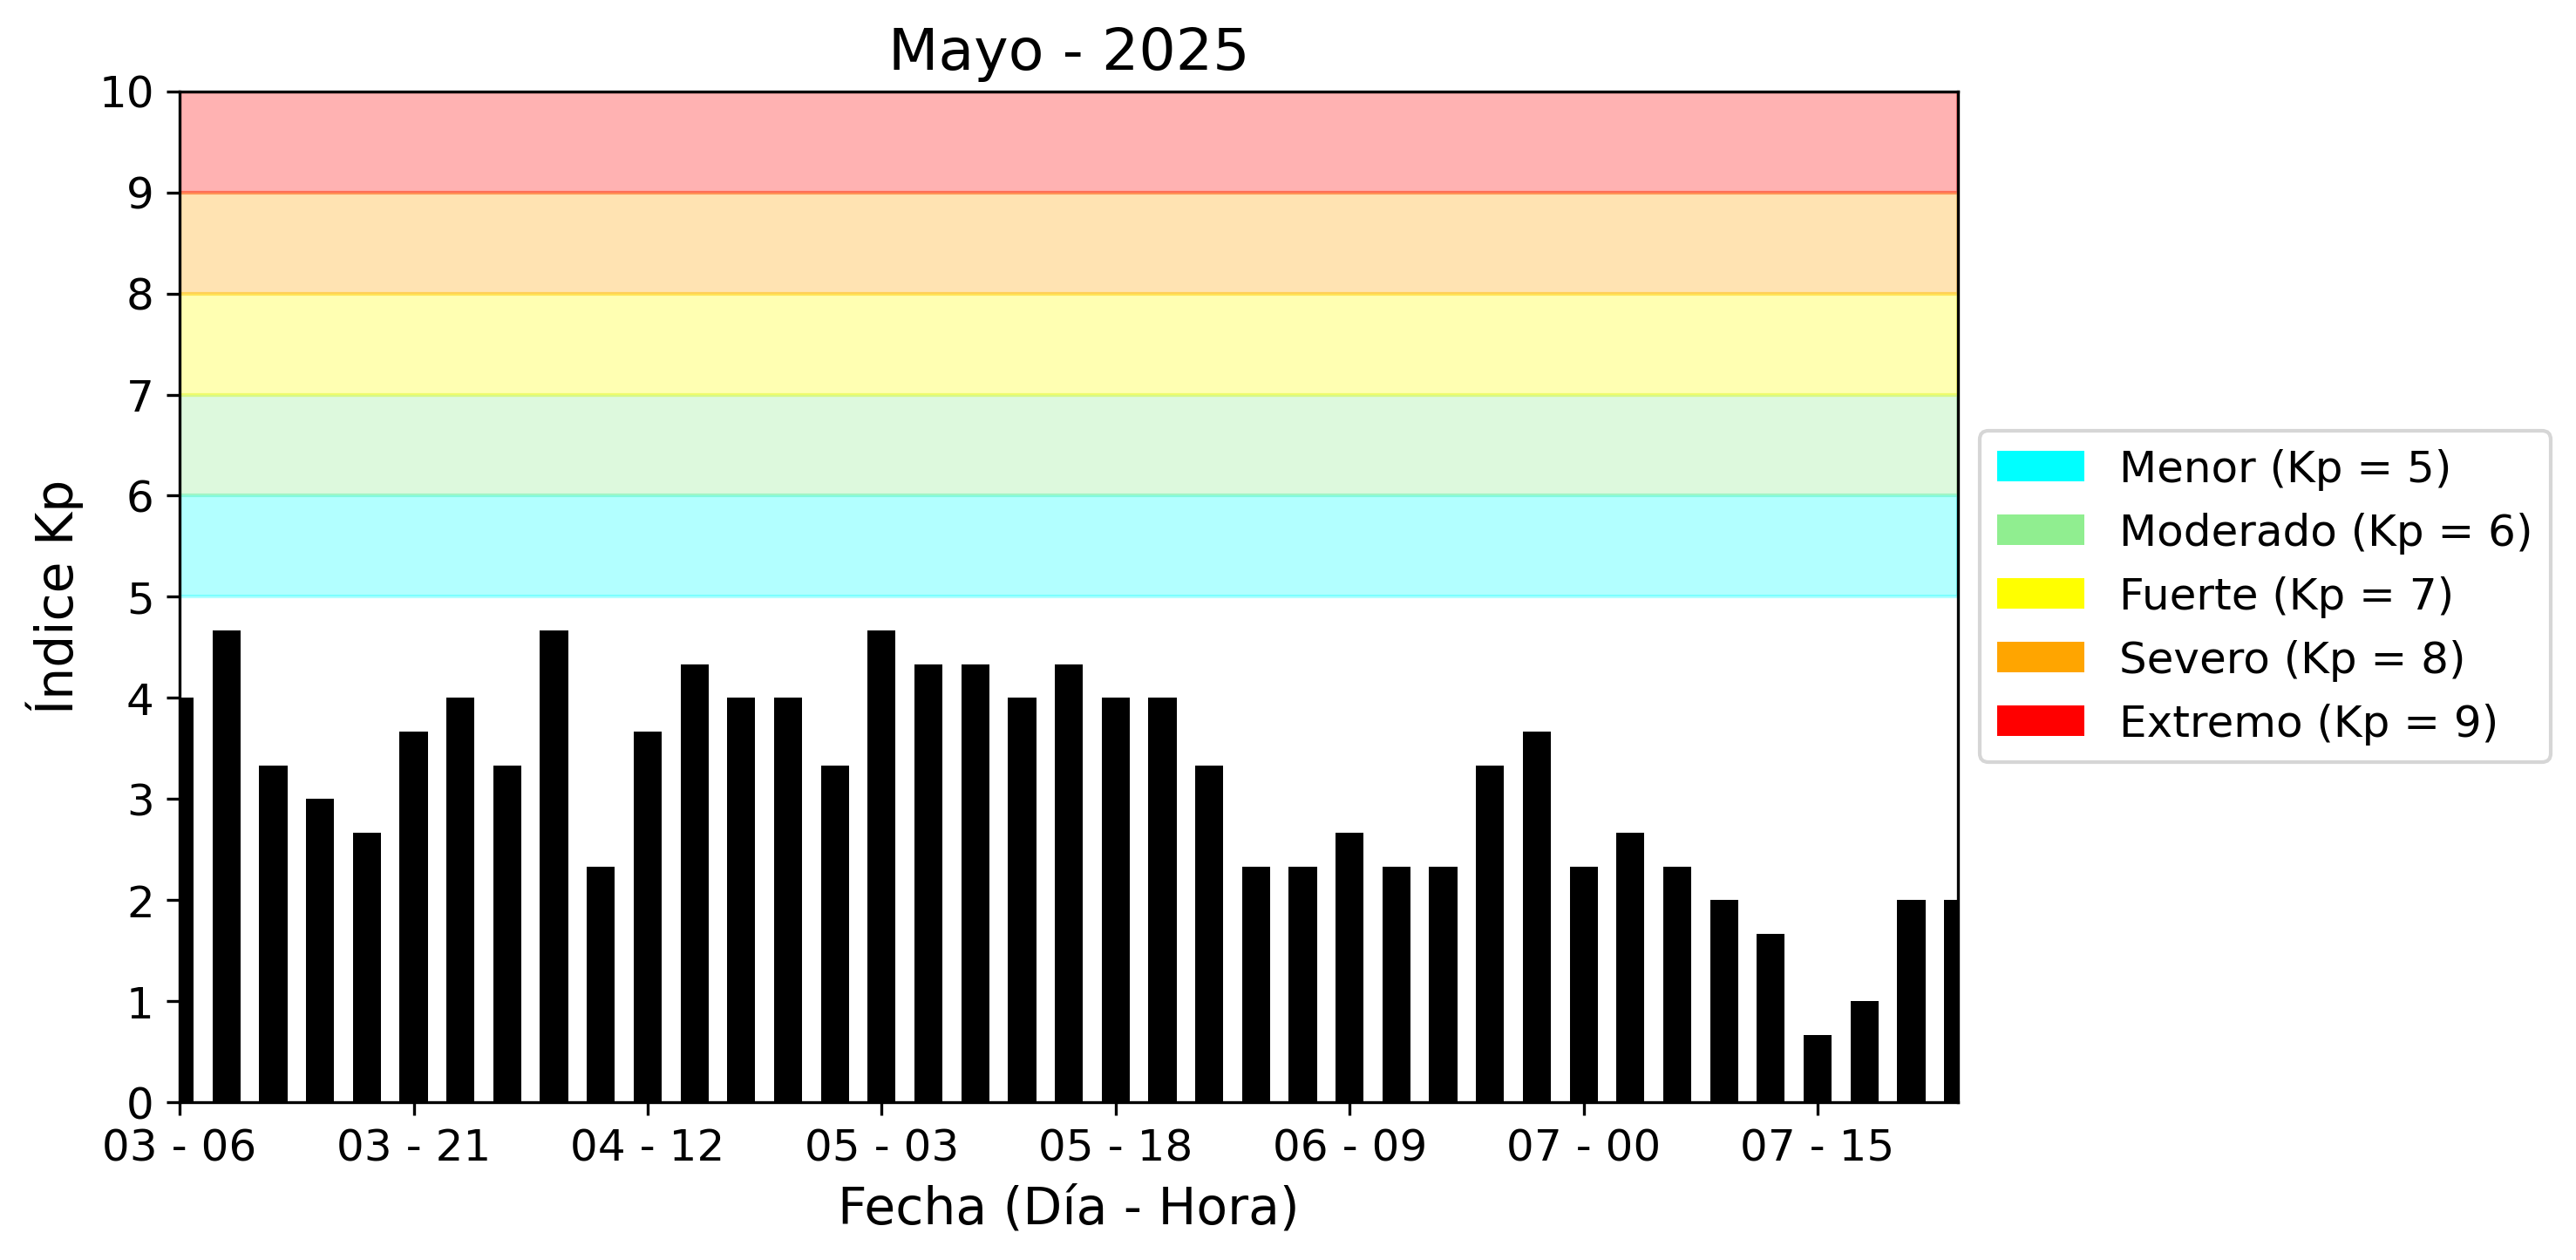 Mayo - 2025
10
9
8
7
6
5
4
3
2
1
0
Índice Kp
03 - 06 03 - 21 04 - 12 05 - 03 05 - 18 06 - 09 07 - 00 07 - 15
Fecha (Día - Hora)
Menor (Kp = 5)
Moderado (Kp = 6)
Fuerte (Kp = 7)
Severo (Kp = 8)
Extremo (Kp = 9)